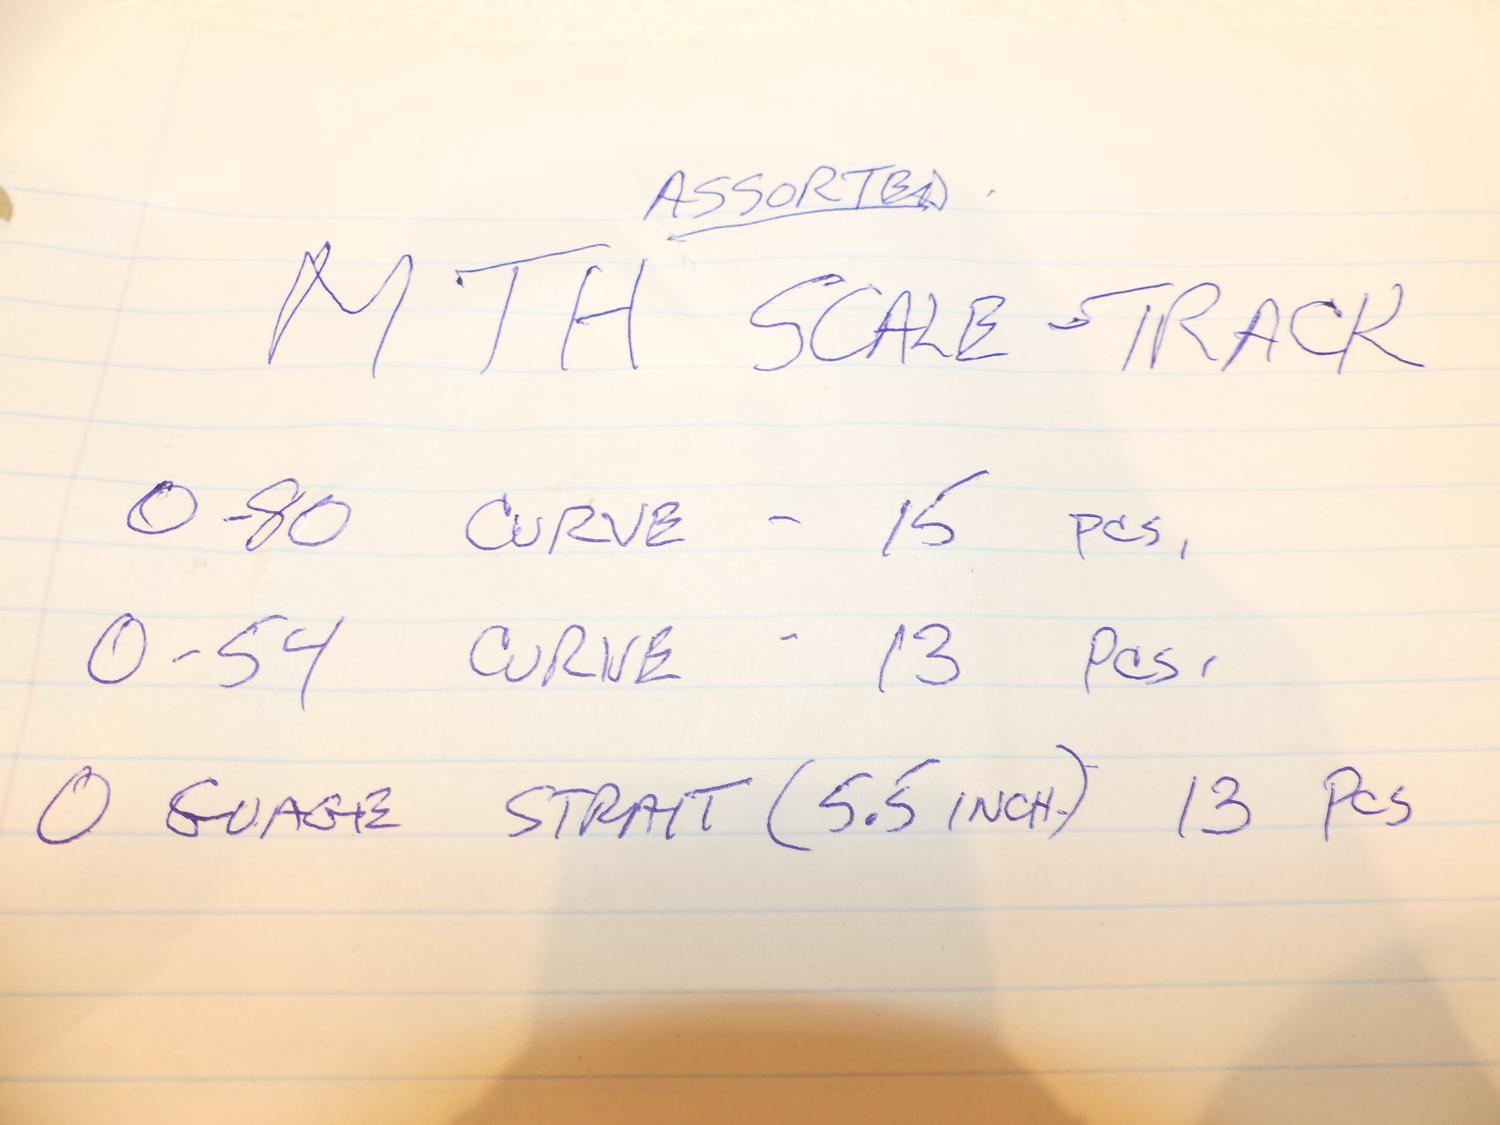 ASSORTED
MTH SCALE-TRACK
O-80 CURVE - 15 pcs.
O-54 CURVE - 13 Pcs.
O GUAGE STRAIT (5.5 INCH) 13 Pcs